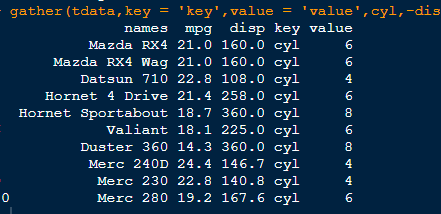 gather(tdata,key = 'key',value = 'value',cyl,-dis
names mpg disp key value
Mazda RX4 21.0 160.0 cyl 6
Mazda RX4 Wag 21.0 160.0 cyl 6
Datsun 710 22.8 108.0 cyl 4
Hornet 4 Drive 21.4 258.0 cyl 6
Hornet Sportabout 18.7 360.0 cyl 8
Valiant 18.1 225.0 cyl 6
Duster 360 14.3 360.0 cyl 8
Merc 240D 24.4 146.7 cyl 4
Merc 230 22.8 140.8 cyl 4
0 Merc 280 19.2 167.6 cyl 6